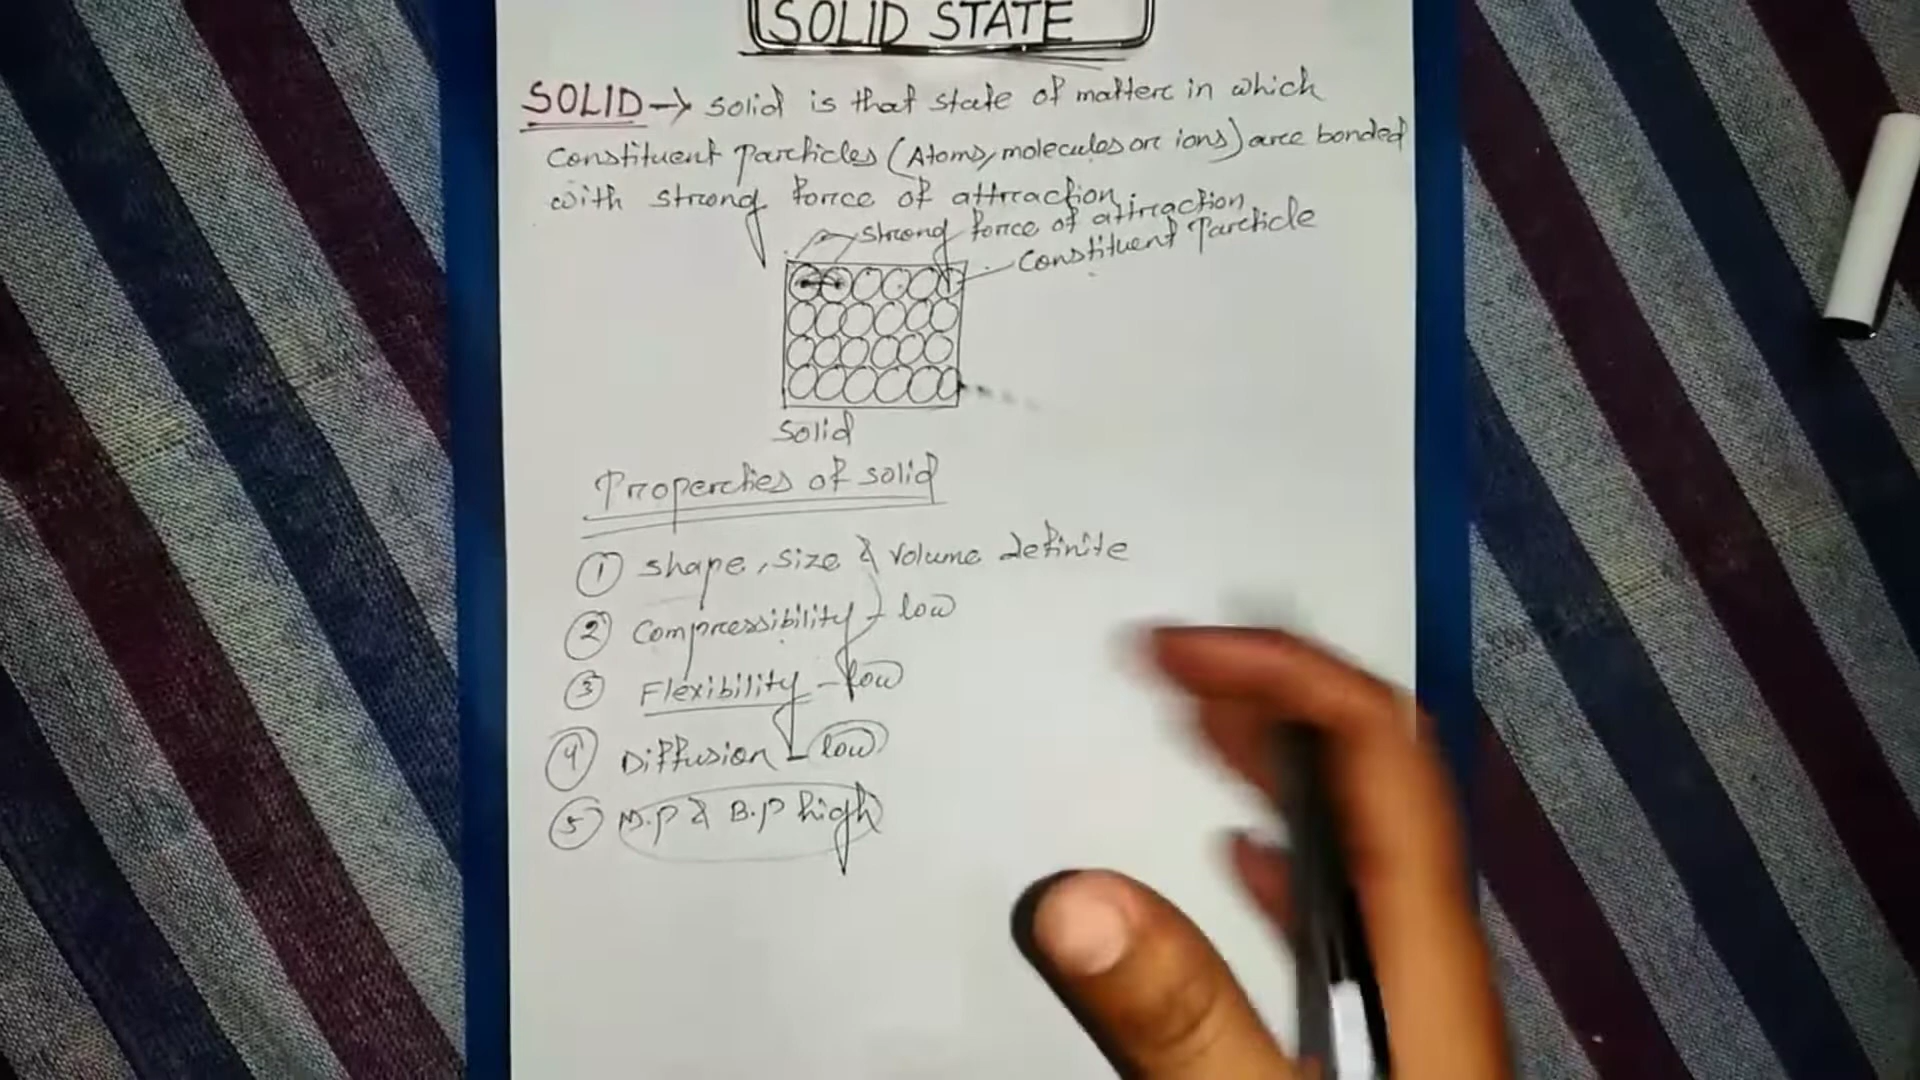 SOLID STATE
SOLID → Solid is that state of matter in which
Constituent Particles (Atoms, molecules or ions) are bonded
with strong force of attraction.
strong force of attraction
Constituent Particle
Solid
Properties of solid
① shape, size & volume definite
② Compressibility - low
③ Flexibility - low
④ Diffusion - low
⑤ M.P & B.P high